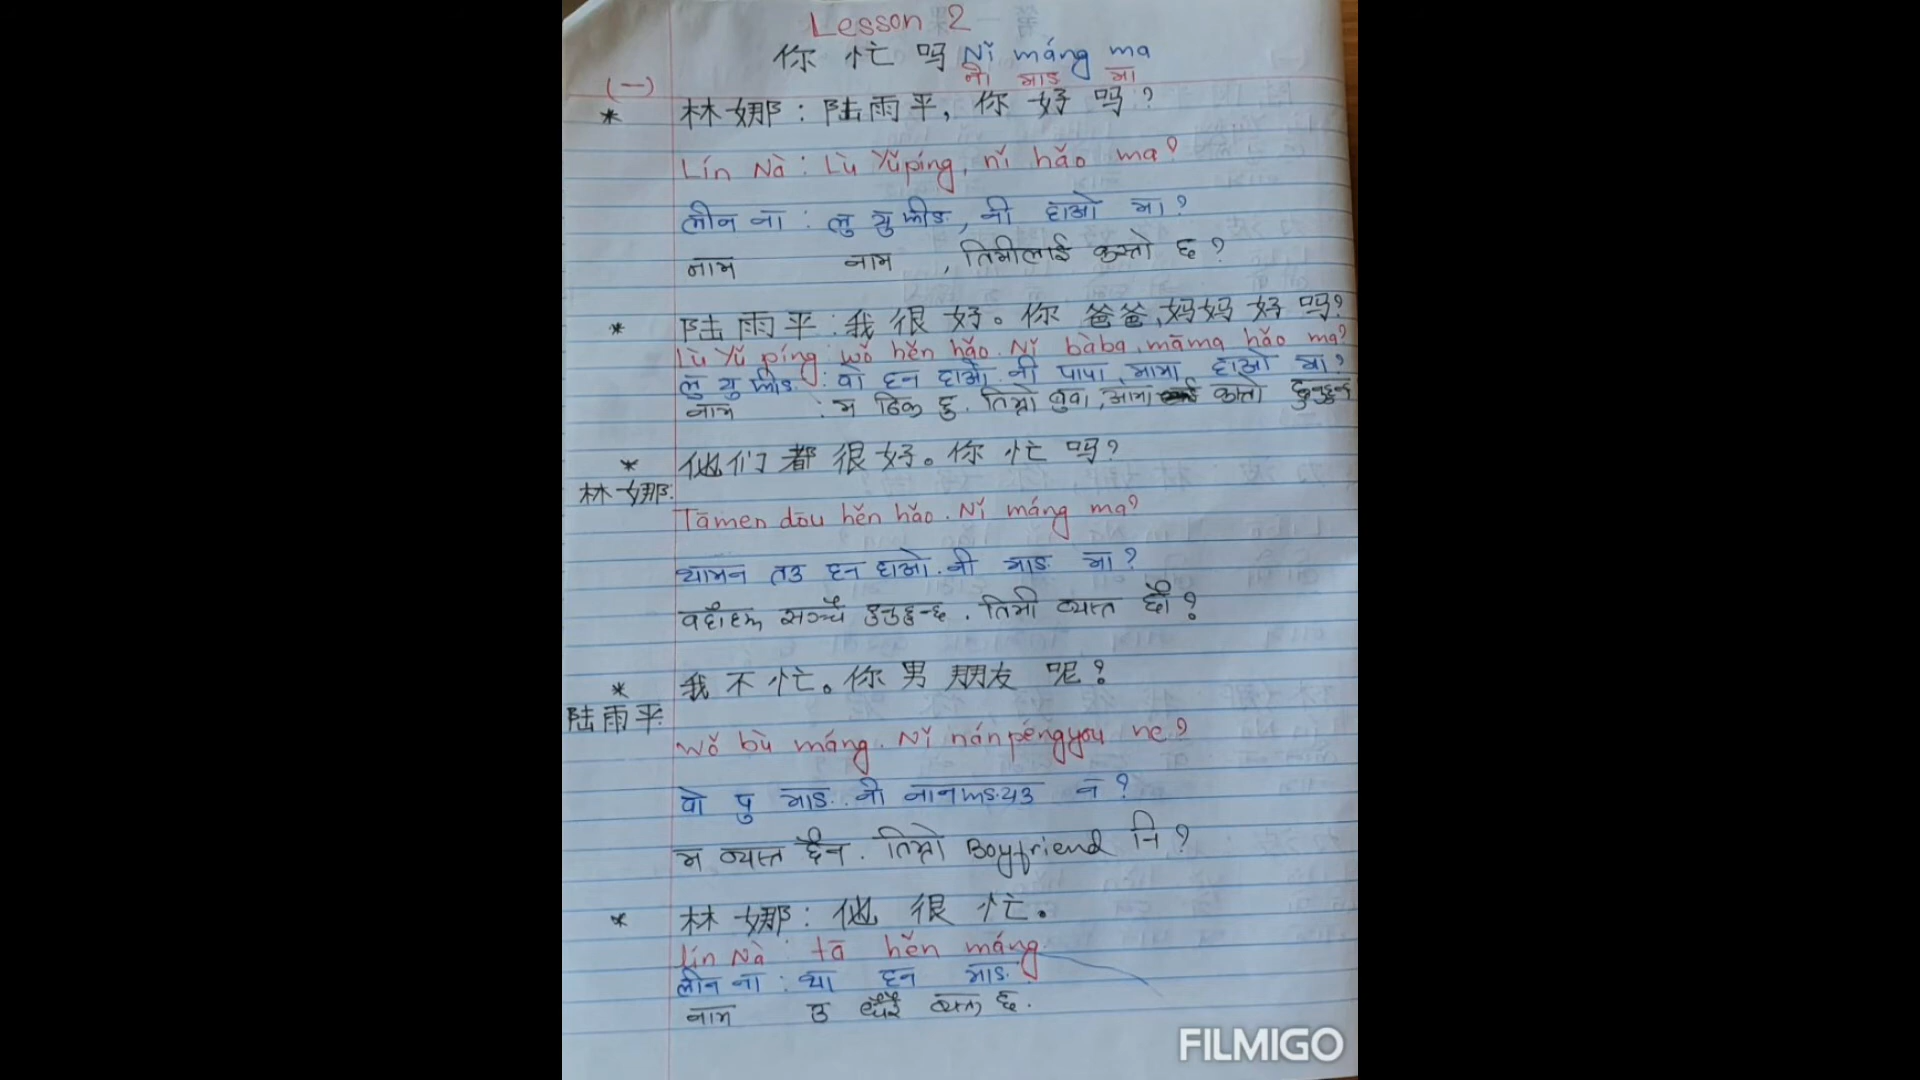 Lesson 2
你 忙 吗 Nǐ máng ma
नी माङ मा
(一)
* 林娜: 陆雨平, 你 好 吗?
Lín Nà: Lù Yǔpíng, nǐ hǎo ma?
लीन ना: लु युफीङ, नी हाओ मा?
नाम नाम, तिमीलाई कस्तो छ?
* 陆雨平: 我 很 好。你 爸爸, 妈妈 好 吗?
Lù Yǔ píng: wǒ hěn hǎo. Nǐ bàba, māma hǎo ma?
लु यु फीङ: वो हन हाओ. नी पापा, मामा हाओ मा?
नाम : म ठिक छु. तिम्रो बुवा, आमा कस्तो हुनुहुन्छ
* 他们 都 很 好。你 忙 吗?
林娜:
Tāmen dōu hěn hǎo. Nǐ máng ma?
थामन तउ हन हाओ. नी माङ मा?
वहाँहरू सञ्चै हुनुहुन्छ. तिमी व्यस्त छौ?
* 我 不 忙。你 男 朋友 呢?
陆雨平:
Wǒ bù máng. Nǐ nánpéngyou ne?
वो पु माङ. नी नानफङयउ न?
म व्यस्त छैन. तिम्रो Boyfriend नि?
* 林娜: 他 很 忙。
Lín Nà: tā hěn máng.
लीन ना: था हन माङ.
नाम उ धेरै व्यस्त छ.
FILMIGO